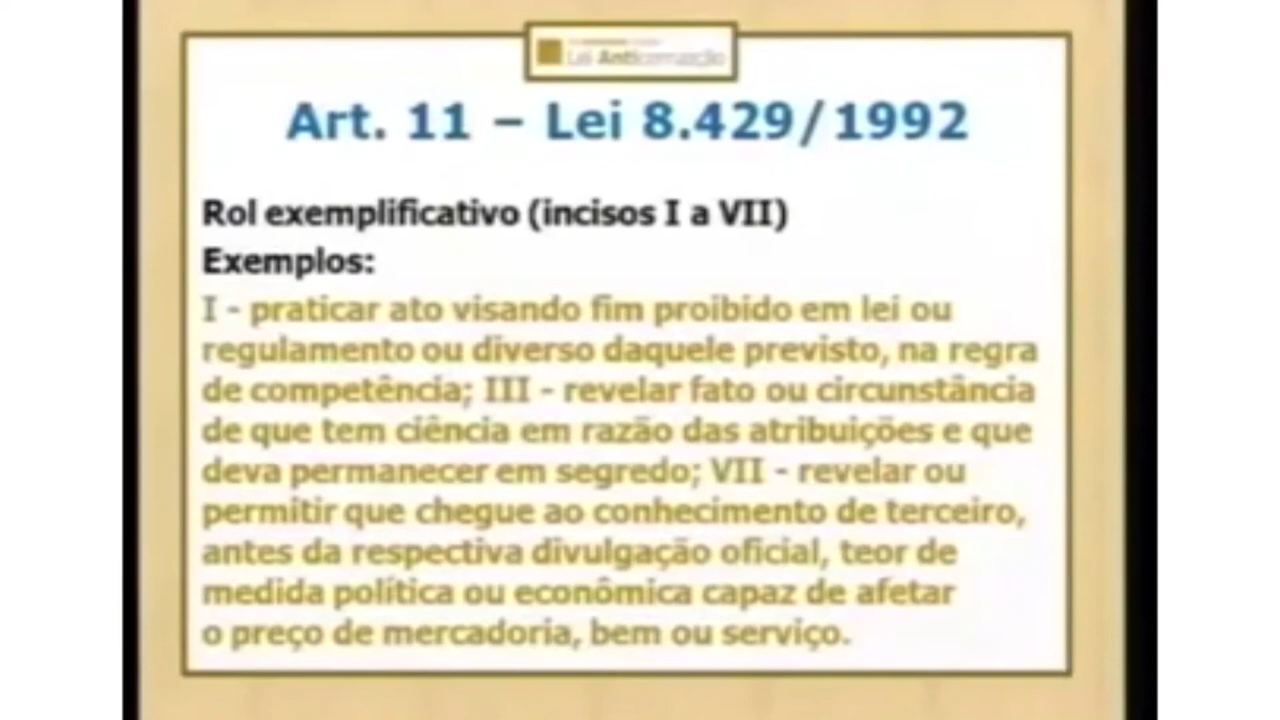 Lei Anticorrupção
Art. 11 – Lei 8.429/1992
Rol exemplificativo (incisos I a VII)
Exemplos:
I - praticar ato visando fim proibido em lei ou
regulamento ou diverso daquele previsto, na regra
de competência; III - revelar fato ou circunstância
de que tem ciência em razão das atribuições e que
deva permanecer em segredo; VII - revelar ou
permitir que chegue ao conhecimento de terceiro,
antes da respectiva divulgação oficial, teor de
medida política ou econômica capaz de afetar
o preço de mercadoria, bem ou serviço.